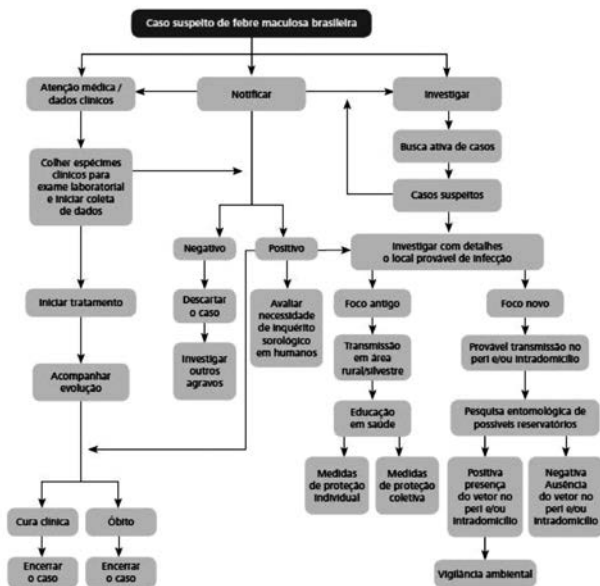 Caso suspeito de febre maculosa brasileira
Atenção médica /
dados clínicos
Notificar
Investigar
Colher espécimes
clínicos para
exame laboratorial
e iniciar coleta
de dados
Busca ativa de casos
Casos suspeitos
Negativo
Positivo
Investigar com detalhes
o local provável de infecção
Iniciar tratamento
Descartar
o caso
Avaliar
necessidade
de inquérito
sorológico
em humanos
Foco antigo
Foco novo
Investigar
outros
agravos
Transmissão
em área
rural/silvestre
Provável transmissão no
peri e/ou intradomicílio
Acompanhar
evolução
Educação
em saúde
Pesquisa entomológica de
possíveis reservatórios
Medidas
de proteção
individual
Medidas
de proteção
coletiva
Positiva
presença
do vetor no
peri e/ou
intradomicílio
Negativa
Ausência
do vetor no
peri e/ou
intradomicílio
Cura clínica
Óbito
Encerrar
o caso
Encerrar
o caso
Vigilância ambiental